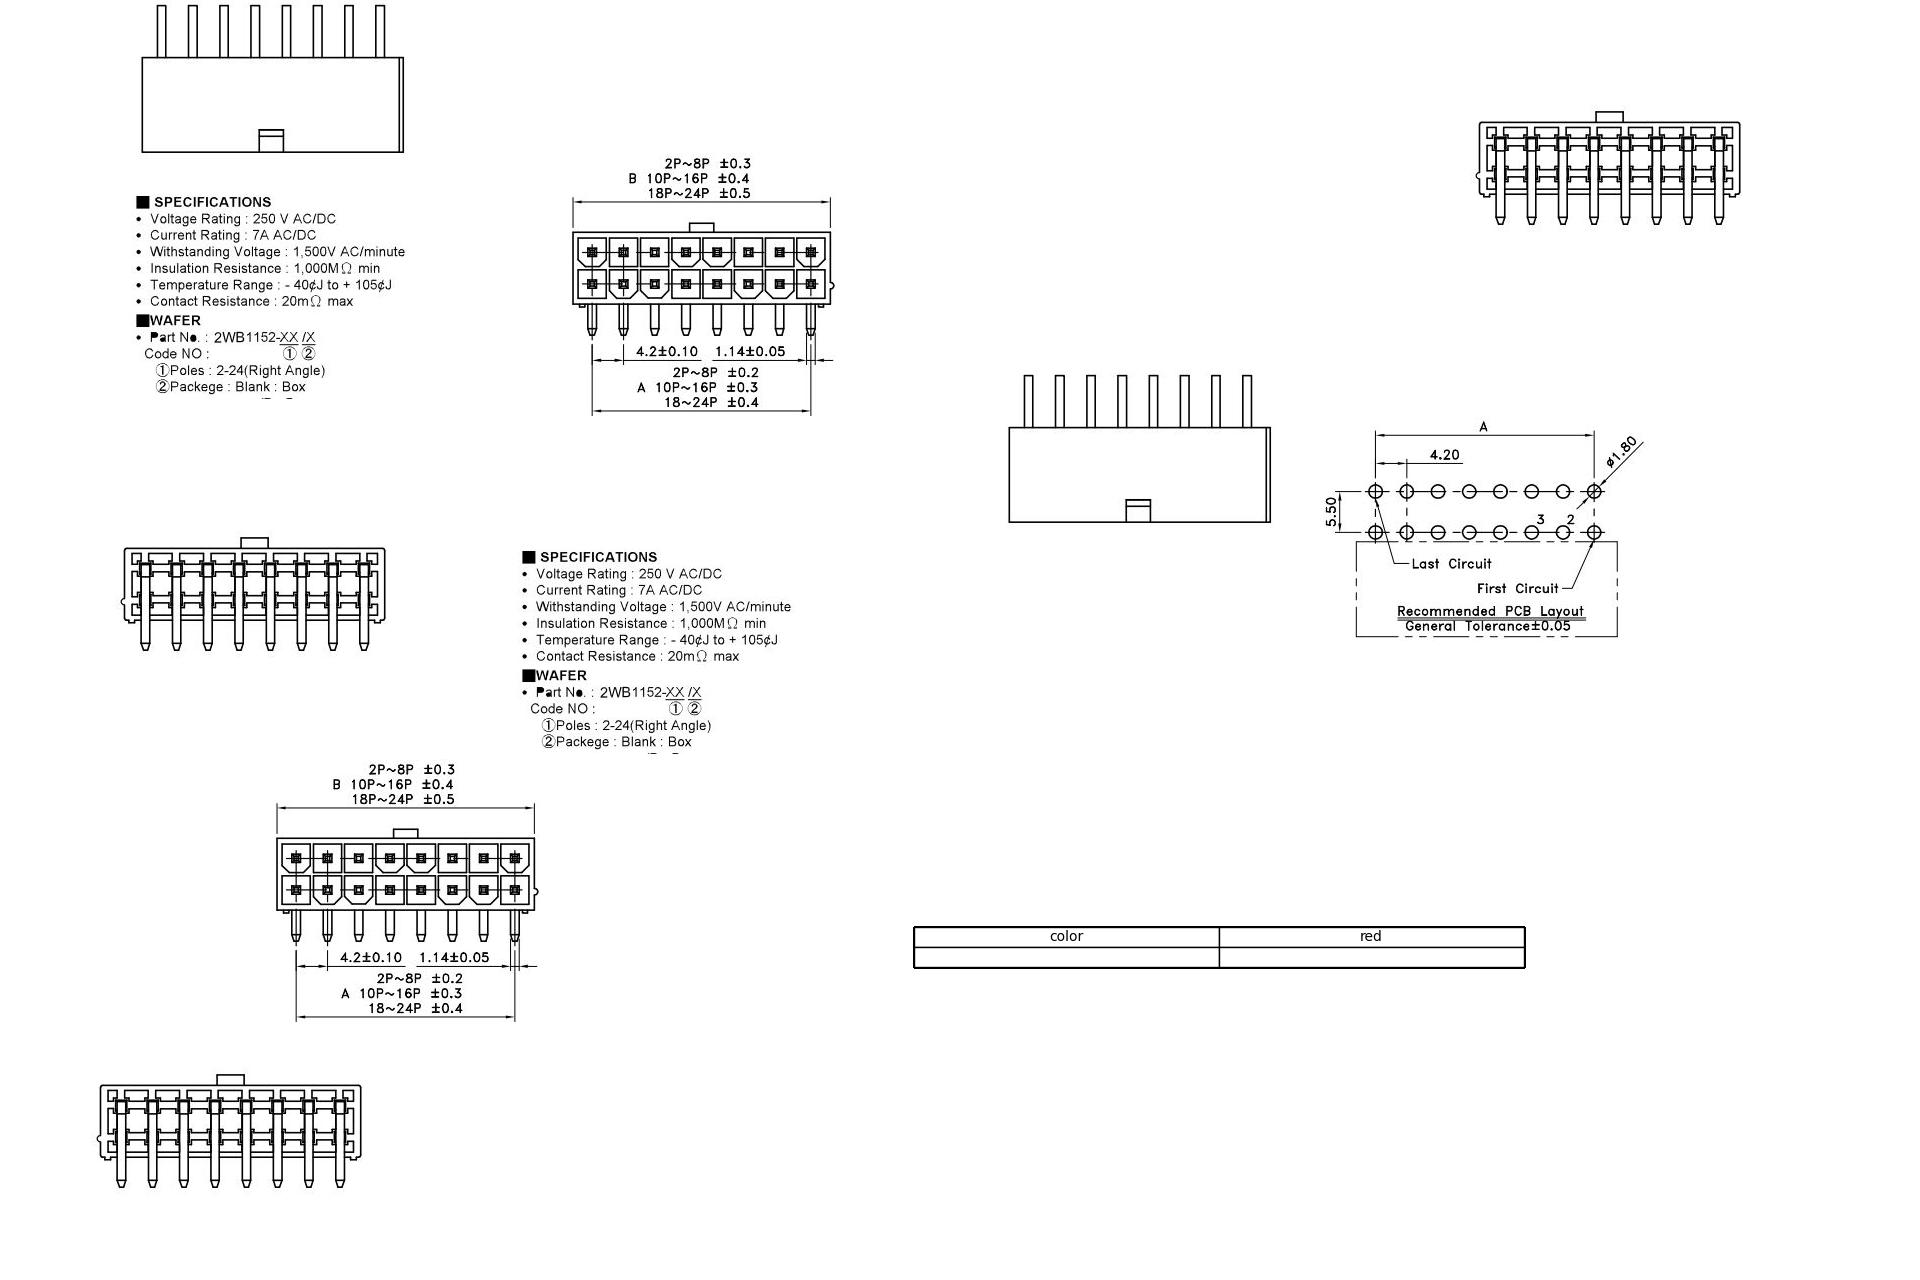 ■ SPECIFICATIONS
• Voltage Rating : 250 V AC/DC
• Current Rating : 7A AC/DC
• Withstanding Voltage : 1,500V AC/minute
• Insulation Resistance : 1,000MΩ min
• Temperature Range : - 40¢J to + 105¢J
• Contact Resistance : 20mΩ max
■WAFER
• Part No. : 2WB1152-XX /X
Code NO : ① ②
①Poles : 2-24(Right Angle)
②Packege : Blank : Box
2P~8P ±0.3
B 10P~16P ±0.4
18P~24P ±0.5
4.2±0.10 1.14±0.05
2P~8P ±0.2
A 10P~16P ±0.3
18~24P ±0.4
A
4.20
ø1.80
5.50
3 2
Last Circuit
First Circuit
Recommended PCB Layout
General Tolerance±0.05
■ SPECIFICATIONS
• Voltage Rating : 250 V AC/DC
• Current Rating : 7A AC/DC
• Withstanding Voltage : 1,500V AC/minute
• Insulation Resistance : 1,000MΩ min
• Temperature Range : - 40¢J to + 105¢J
• Contact Resistance : 20mΩ max
■WAFER
• Part No. : 2WB1152-XX /X
Code NO : ① ②
①Poles : 2-24(Right Angle)
②Packege : Blank : Box
2P~8P ±0.3
B 10P~16P ±0.4
18P~24P ±0.5
4.2±0.10 1.14±0.05
2P~8P ±0.2
A 10P~16P ±0.3
18~24P ±0.4
color red